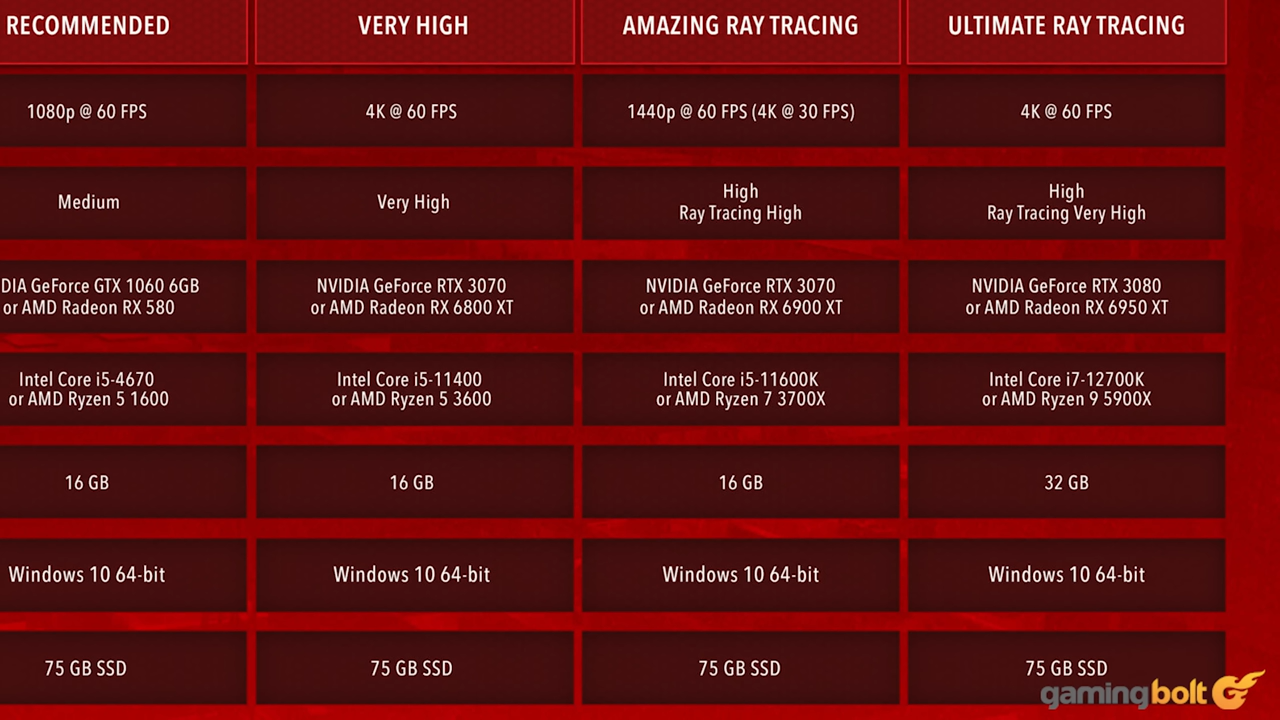 RECOMMENDED
VERY HIGH
AMAZING RAY TRACING
ULTIMATE RAY TRACING
1080p @ 60 FPS
4K @ 60 FPS
1440p @ 60 FPS (4K @ 30 FPS)
4K @ 60 FPS
Medium
Very High
High
Ray Tracing High
High
Ray Tracing Very High
DIA GeForce GTX 1060 6GB
or AMD Radeon RX 580
NVIDIA GeForce RTX 3070
or AMD Radeon RX 6800 XT
NVIDIA GeForce RTX 3070
or AMD Radeon RX 6900 XT
NVIDIA GeForce RTX 3080
or AMD Radeon RX 6950 XT
Intel Core i5-4670
or AMD Ryzen 5 1600
Intel Core i5-11400
or AMD Ryzen 5 3600
Intel Core i5-11600K
or AMD Ryzen 7 3700X
Intel Core i7-12700K
or AMD Ryzen 9 5900X
16 GB
16 GB
16 GB
32 GB
Windows 10 64-bit
Windows 10 64-bit
Windows 10 64-bit
Windows 10 64-bit
75 GB SSD
75 GB SSD
75 GB SSD
75 GB SSD
gamingbolt